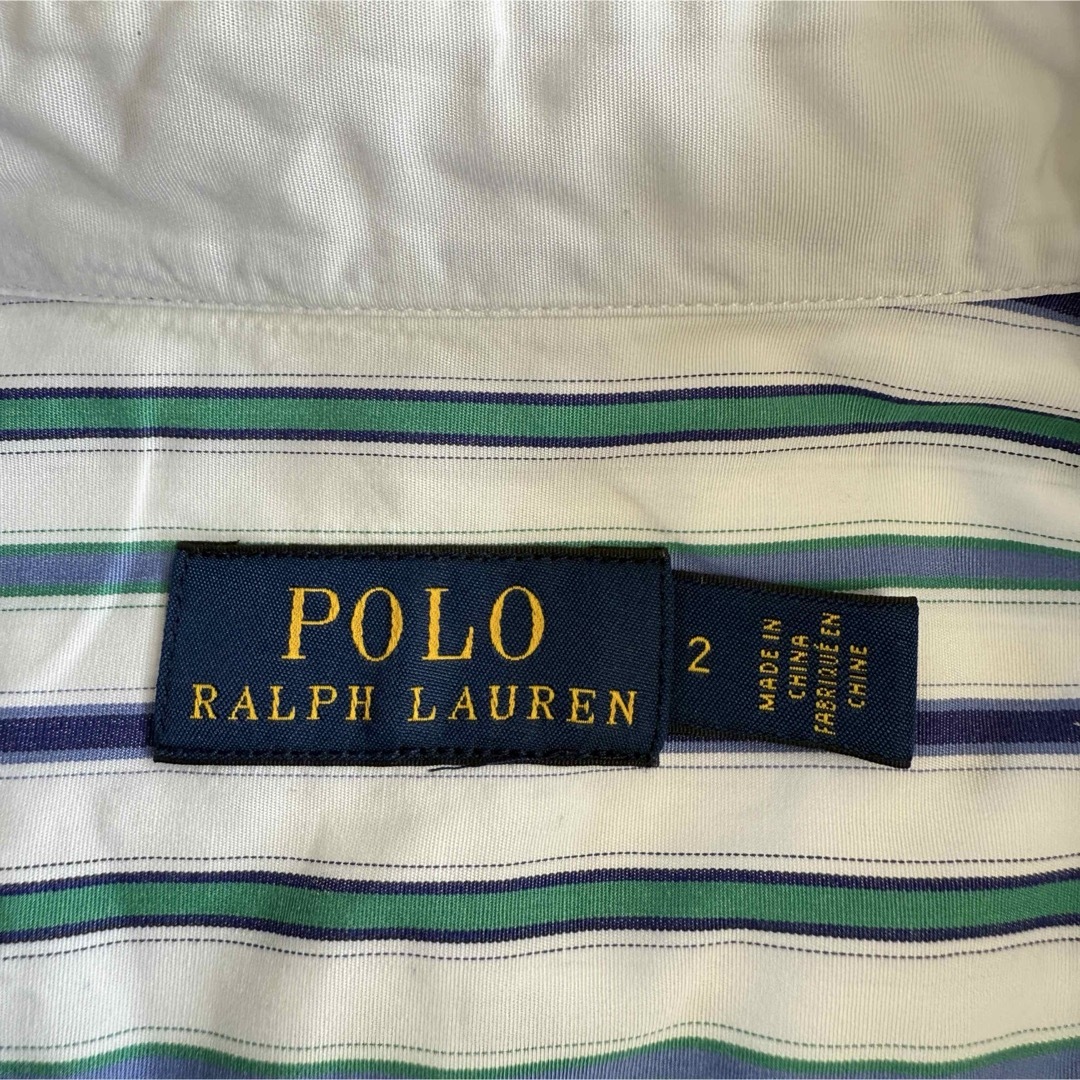 POLO
RALPH LAUREN
2
MADE IN
CHINA
FABRIQUÉ EN
CHINE